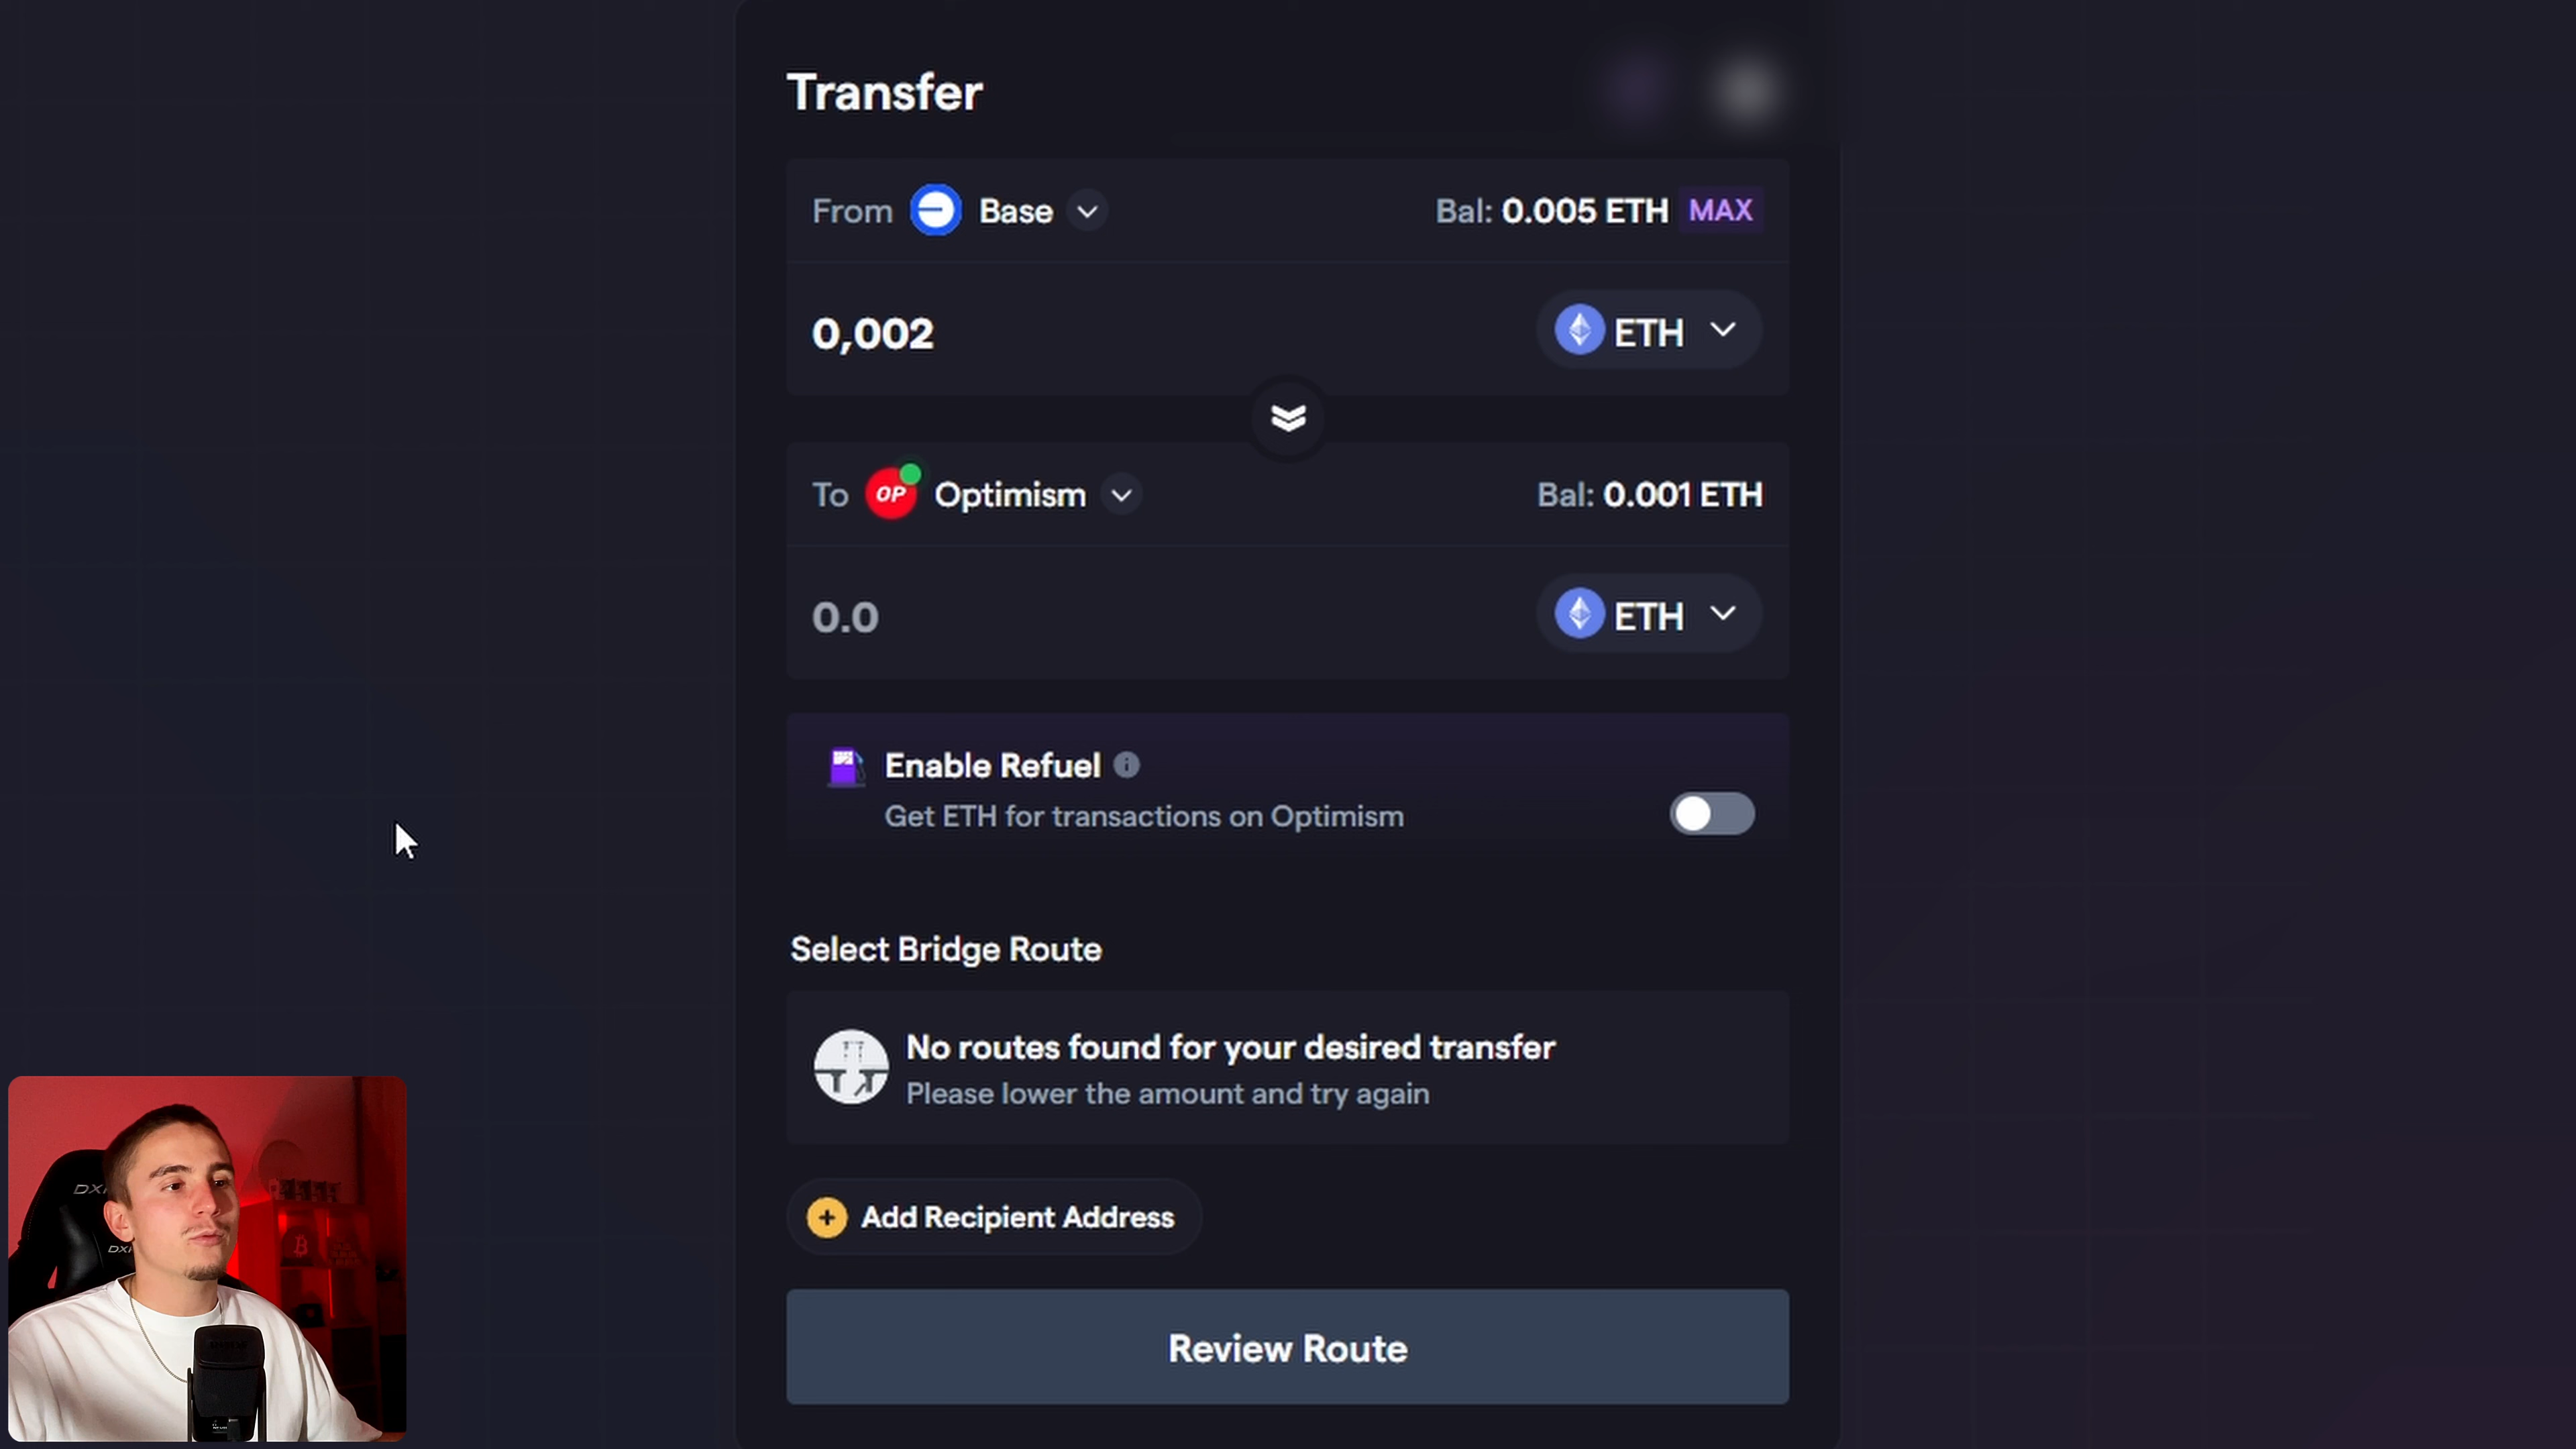 Transfer
From Base Bal: 0.005 ETH MAX
0,002 ETH
To OP Optimism Bal: 0.001 ETH
0.0 ETH
Enable Refuel
Get ETH for transactions on Optimism
Select Bridge Route
No routes found for your desired transfer
Please lower the amount and try again
Add Recipient Address
Review Route